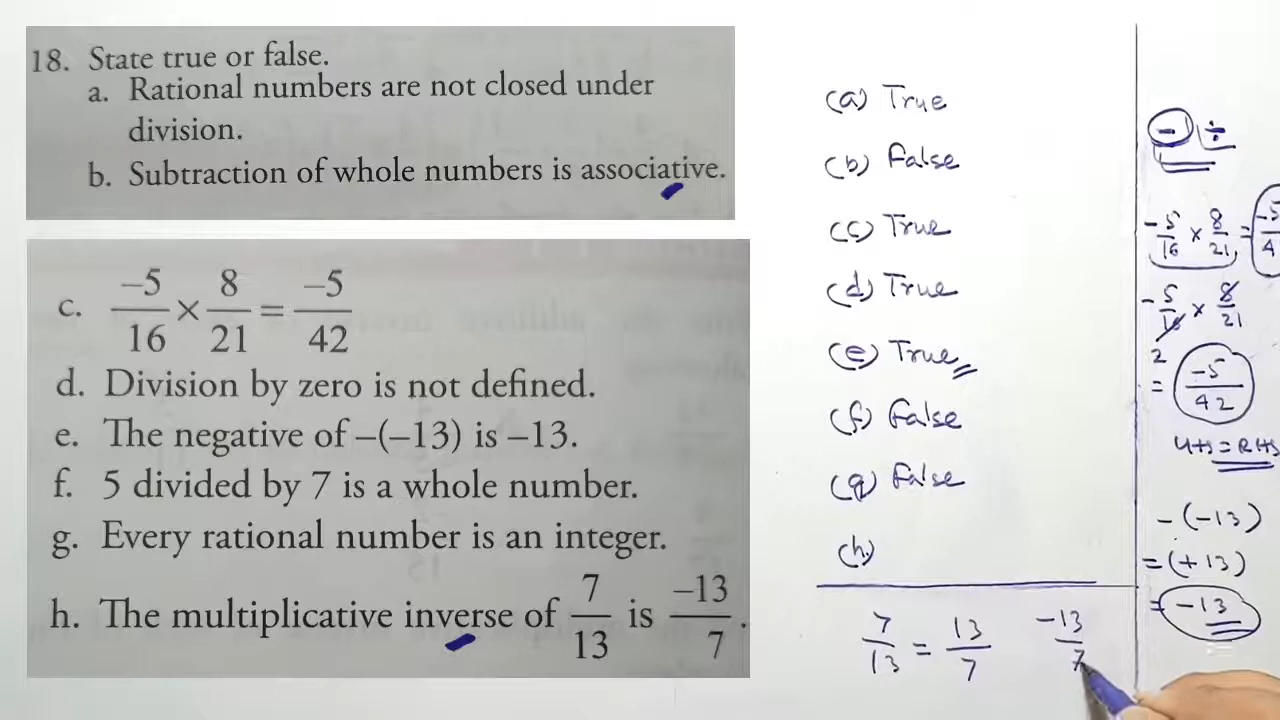 18. State true or false.
a. Rational numbers are not closed under
division.
b. Subtraction of whole numbers is associative.
c. –5/16 × 8/21 = –5/42
d. Division by zero is not defined.
e. The negative of –(–13) is –13.
f. 5 divided by 7 is a whole number.
g. Every rational number is an integer.
h. The multiplicative inverse of 7/13 is –13/7.
(a) True
(b) False
(c) True
(d) True
(e) True
(f) False
(g) False
(h)
7/13 = 13/7 -13/7
- ÷
-5/16 × 8/21 = -5/4
-5/16 × 8/21
2
= -5/42
LHS = RHS
- (-13)
= (+13)
= -13